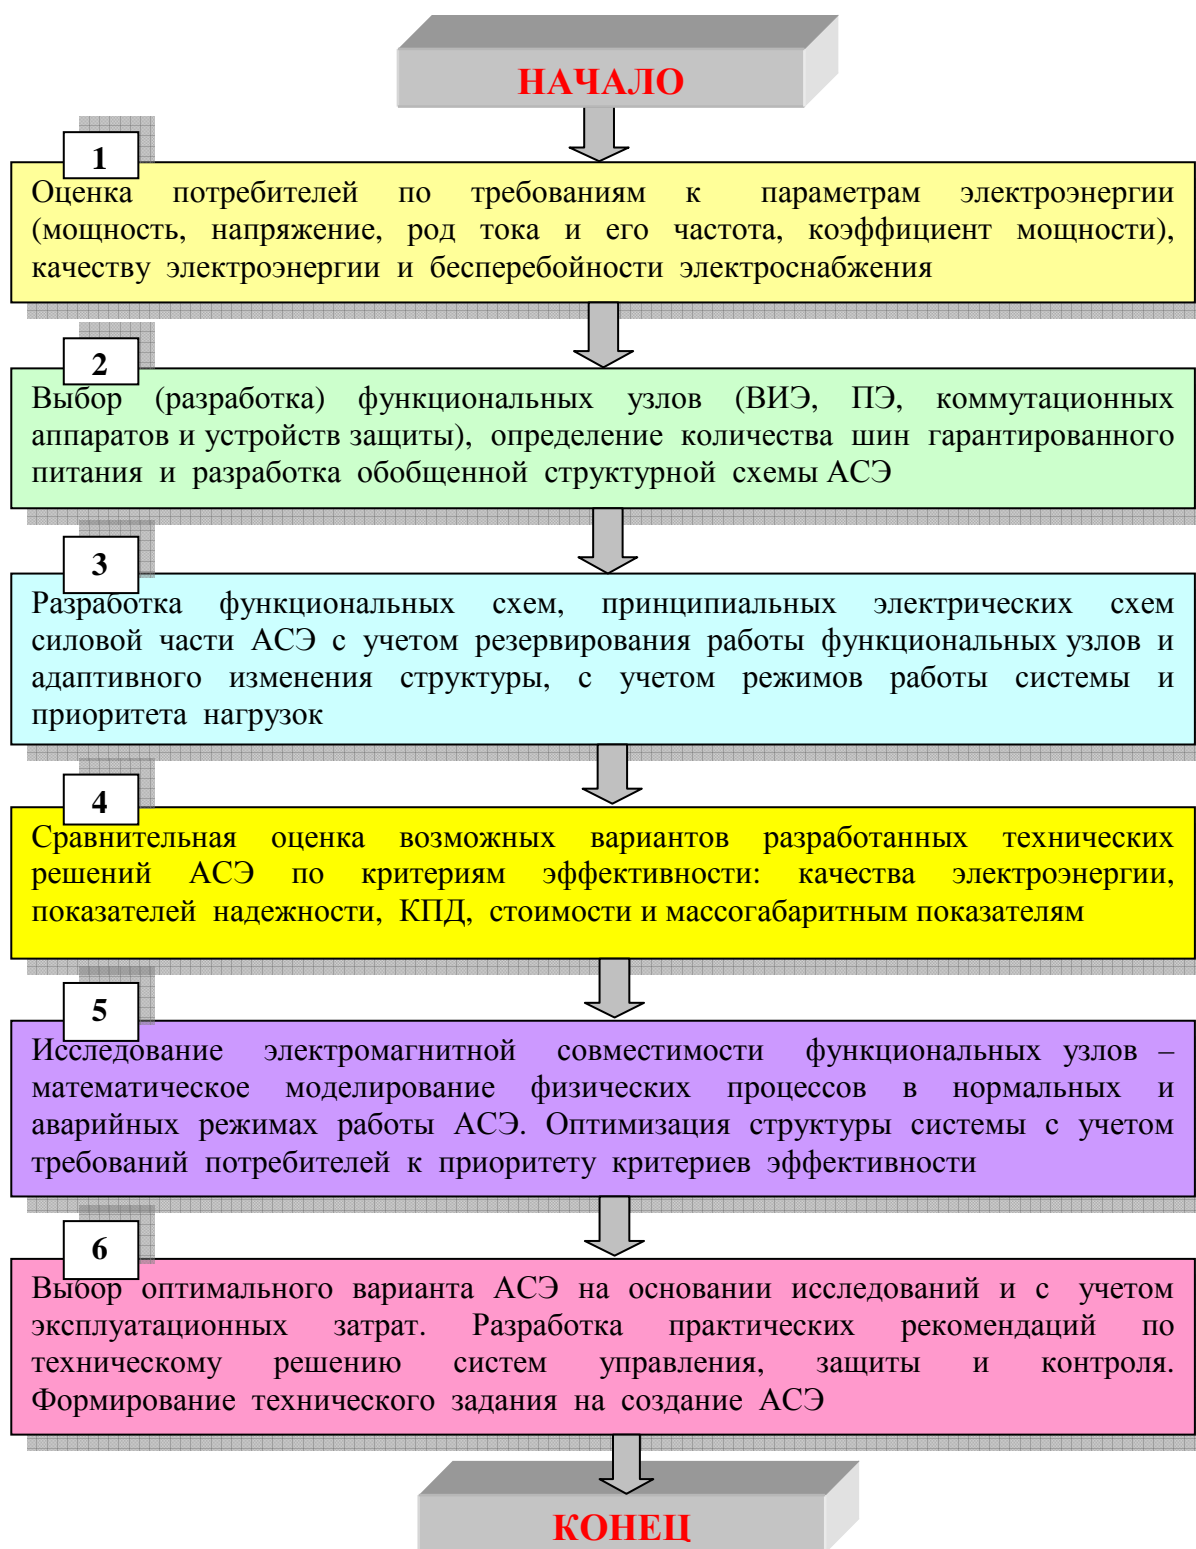 НАЧАЛО
1
Оценка потребителей по требованиям к параметрам электроэнергии
(мощность, напряжение, род тока и его частота, коэффициент мощности),
качеству электроэнергии и бесперебойности электроснабжения
2
Выбор (разработка) функциональных узлов (ВИЭ, ПЭ, коммутационных
аппаратов и устройств защиты), определение количества шин гарантированного
питания и разработка обобщенной структурной схемы АСЭ
3
Разработка функциональных схем, принципиальных электрических схем
силовой части АСЭ с учетом резервирования работы функциональных узлов и
адаптивного изменения структуры, с учетом режимов работы системы и
приоритета нагрузок
4
Сравнительная оценка возможных вариантов разработанных технических
решений АСЭ по критериям эффективности: качества электроэнергии,
показателей надежности, КПД, стоимости и массогабаритным показателям
5
Исследование электромагнитной совместимости функциональных узлов –
математическое моделирование физических процессов в нормальных и
аварийных режимах работы АСЭ. Оптимизация структуры системы с учетом
требований потребителей к приоритету критериев эффективности
6
Выбор оптимального варианта АСЭ на основании исследований и с учетом
эксплуатационных затрат. Разработка практических рекомендаций по
техническому решению систем управления, защиты и контроля.
Формирование технического задания на создание АСЭ
КОНЕЦ